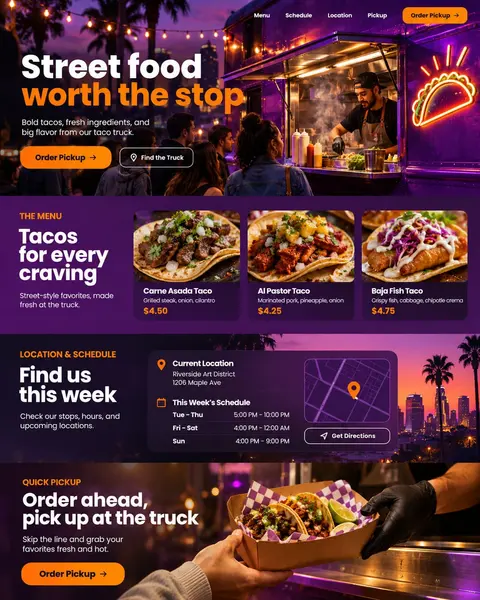 Menu
Schedule
Location
Pickup
Order Pickup →
Street food
worth the stop
Bold tacos, fresh ingredients, and
big flavor from our taco truck.
Order Pickup →
Find the Truck
THE MENU
Tacos
for every
craving
Street-style favorites, made
fresh at the truck.
Carne Asada Taco
Grilled steak, onion, cilantro
$4.50
Al Pastor Taco
Marinated pork, pineapple, onion
$4.25
Baja Fish Taco
Crispy fish, cabbage, chipotle crema
$4.75
LOCATION & SCHEDULE
Find us
this week
Check our stops, hours, and
upcoming locations.
Current Location
Riverside Art District
1206 Maple Ave
This Week's Schedule
Tue - Thu 5:00 PM - 10:00 PM
Fri - Sat 4:00 PM - 12:00 AM
Sun 4:00 PM - 9:00 PM
Get Directions
QUICK PICKUP
Order ahead,
pick up at the truck
Skip the line and grab your
favorites fresh and hot.
Order Pickup →